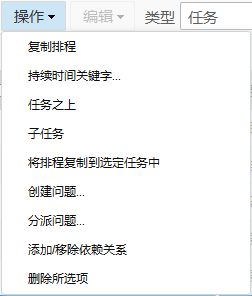 操作 编辑 类型 任务
复制排程
持续时间关键字...
任务之上
子任务
将排程复制到选定任务中
创建问题...
分派问题...
添加/移除依赖关系
删除所选项